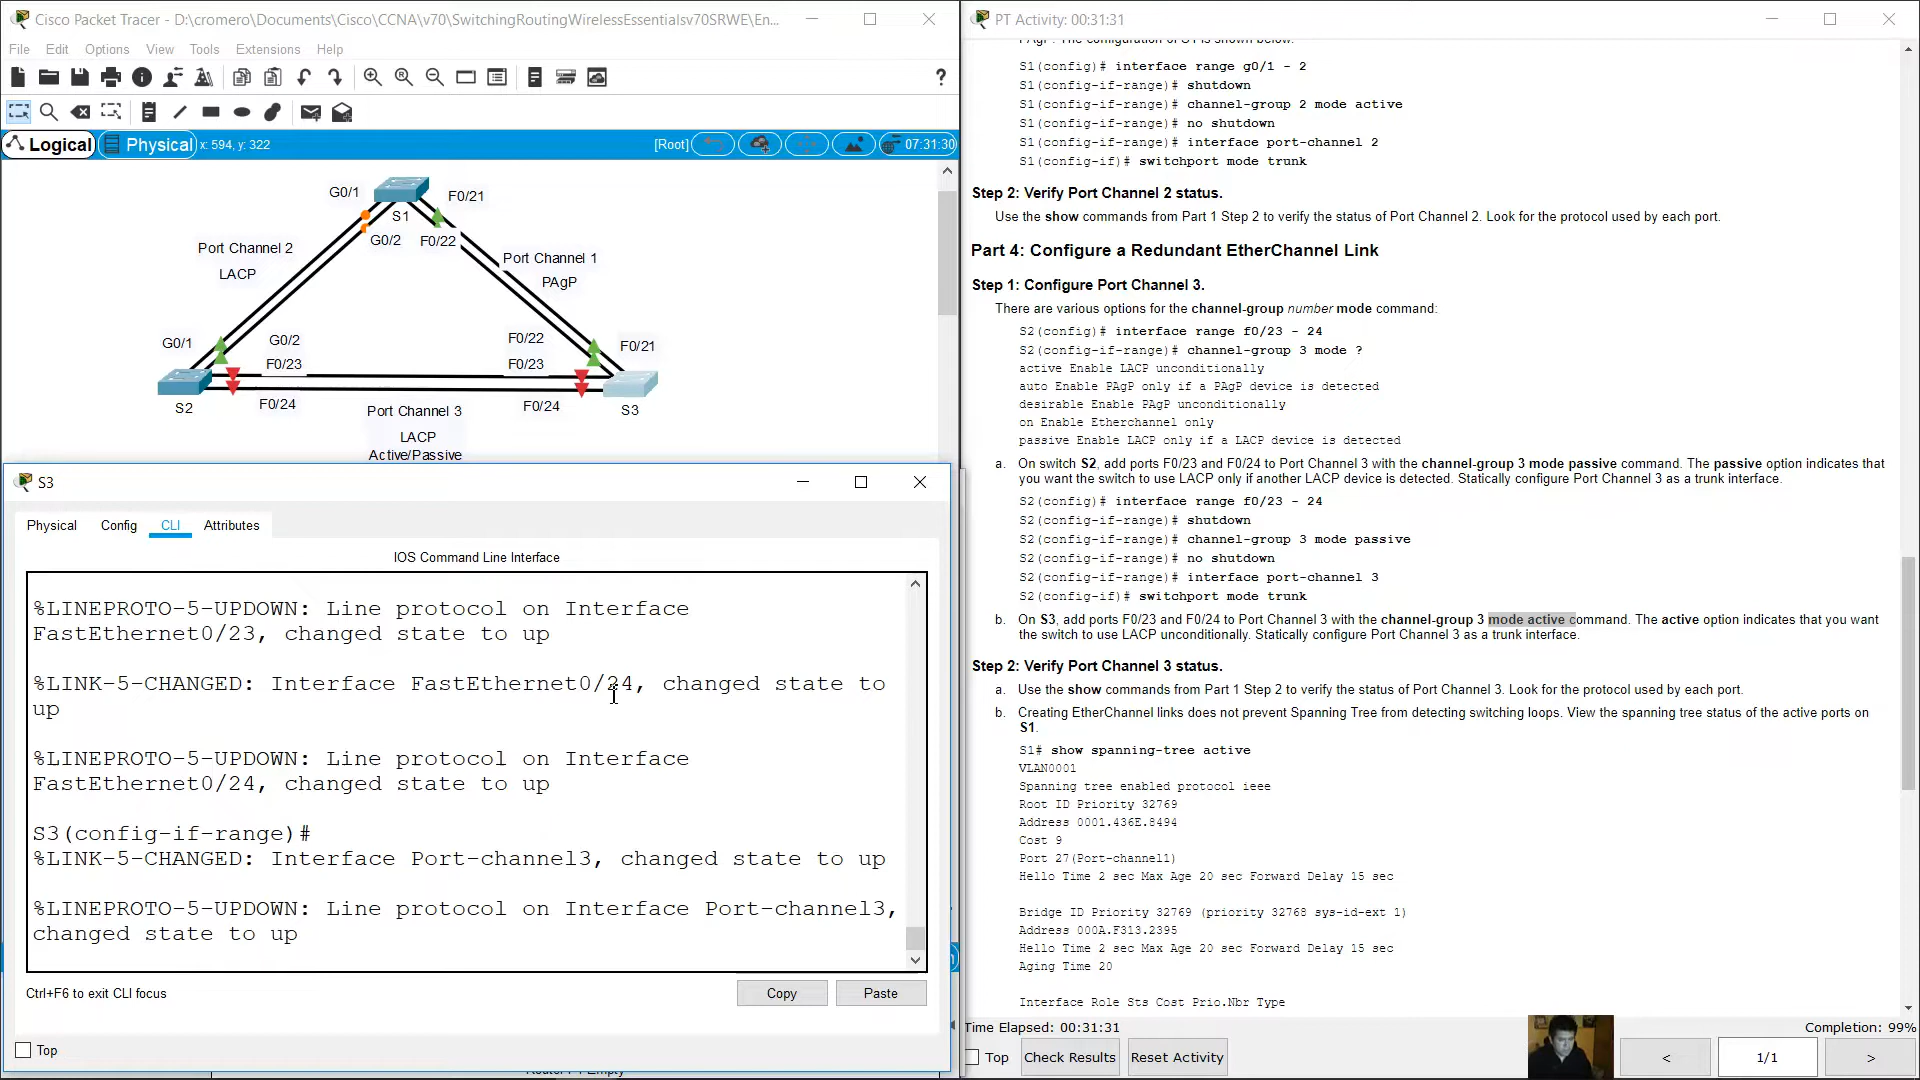 Cisco Packet Tracer - D:\cromero\Documents\Cisco\CCNA\v70\SwitchingRoutingWirelessEssentialsv70SRWE\En...
File Edit Options View Tools Extensions Help
?
Logical Physical x: 594, y: 322 [Root] 07:31:30
G0/1 F0/21
S1
G0/2 F0/22
Port Channel 2
LACP
Port Channel 1
PAgP
G0/1 G0/2 F0/22 F0/21
F0/23 F0/23
S2 F0/24 F0/24 S3
Port Channel 3
LACP
Active/Passive
S3
Physical Config CLI Attributes
IOS Command Line Interface
%LINEPROTO-5-UPDOWN: Line protocol on Interface
FastEthernet0/23, changed state to up
%LINK-5-CHANGED: Interface FastEthernet0/24, changed state to
up
%LINEPROTO-5-UPDOWN: Line protocol on Interface
FastEthernet0/24, changed state to up
S3(config-if-range)#
%LINK-5-CHANGED: Interface Port-channel3, changed state to up
%LINEPROTO-5-UPDOWN: Line protocol on Interface Port-channel3,
changed state to up
Ctrl+F6 to exit CLI focus Copy Paste
Top
PT Activity: 00:31:31
PAgP. The configuration of S1 is shown below.
S1(config)# interface range g0/1 - 2
S1(config-if-range)# shutdown
S1(config-if-range)# channel-group 2 mode active
S1(config-if-range)# no shutdown
S1(config-if-range)# interface port-channel 2
S1(config-if)# switchport mode trunk
Step 2: Verify Port Channel 2 status.
Use the show commands from Part 1 Step 2 to verify the status of Port Channel 2. Look for the protocol used by each port.
Part 4: Configure a Redundant EtherChannel Link
Step 1: Configure Port Channel 3.
There are various options for the channel-group number mode command:
S2(config)# interface range f0/23 - 24
S2(config-if-range)# channel-group 3 mode ?
active Enable LACP unconditionally
auto Enable PAgP only if a PAgP device is detected
desirable Enable PAgP unconditionally
on Enable Etherchannel only
passive Enable LACP only if a LACP device is detected
a. On switch S2, add ports F0/23 and F0/24 to Port Channel 3 with the channel-group 3 mode passive command. The passive option indicates that
you want the switch to use LACP only if another LACP device is detected. Statically configure Port Channel 3 as a trunk interface.
S2(config)# interface range f0/23 - 24
S2(config-if-range)# shutdown
S2(config-if-range)# channel-group 3 mode passive
S2(config-if-range)# no shutdown
S2(config-if-range)# interface port-channel 3
S2(config-if)# switchport mode trunk
b. On S3, add ports F0/23 and F0/24 to Port Channel 3 with the channel-group 3 mode active command. The active option indicates that you want
the switch to use LACP unconditionally. Statically configure Port Channel 3 as a trunk interface.
Step 2: Verify Port Channel 3 status.
a. Use the show commands from Part 1 Step 2 to verify the status of Port Channel 3. Look for the protocol used by each port.
b. Creating EtherChannel links does not prevent Spanning Tree from detecting switching loops. View the spanning tree status of the active ports on
S1.
S1# show spanning-tree active
VLAN0001
Spanning tree enabled protocol ieee
Root ID Priority 32769
Address 0001.436E.8494
Cost 9
Port 27(Port-channel1)
Hello Time 2 sec Max Age 20 sec Forward Delay 15 sec
Bridge ID Priority 32769 (priority 32768 sys-id-ext 1)
Address 000A.F313.2395
Hello Time 2 sec Max Age 20 sec Forward Delay 15 sec
Aging Time 20
Interface Role Sts Cost Prio.Nbr Type
Time Elapsed: 00:31:31 Completion: 99%
Top Check Results Reset Activity < 1/1 >